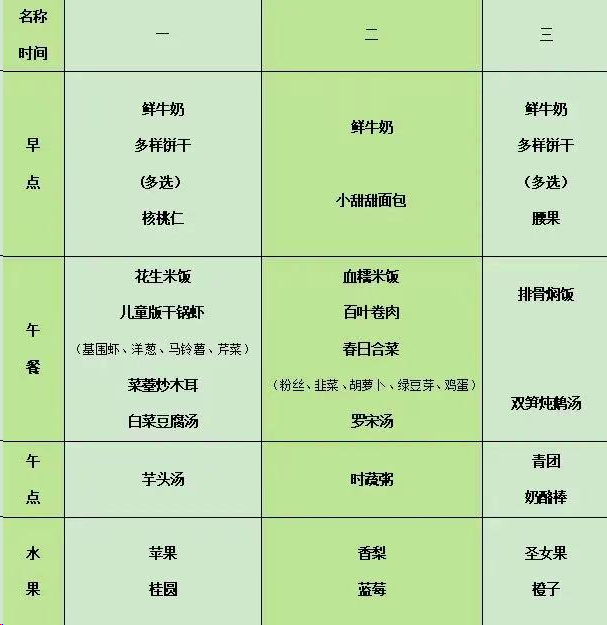 名称
时间
一
二
三
早
点
鲜牛奶
多样饼干
(多选)
核桃仁
鲜牛奶
小甜甜面包
鲜牛奶
多样饼干
（多选）
腰果
午
餐
花生米饭
儿童版干锅虾
（基围虾、洋葱、马铃薯、芹菜）
菜薹炒木耳
白菜豆腐汤
血糯米饭
百叶卷肉
春日合菜
（粉丝、韭菜、胡萝卜、绿豆芽、鸡蛋）
罗宋汤
排骨焖饭
双笋炖鹅汤
午
点
芋头汤
时蔬粥
青团
奶酪棒
水
果
苹果
桂圆
香梨
蓝莓
圣女果
橙子